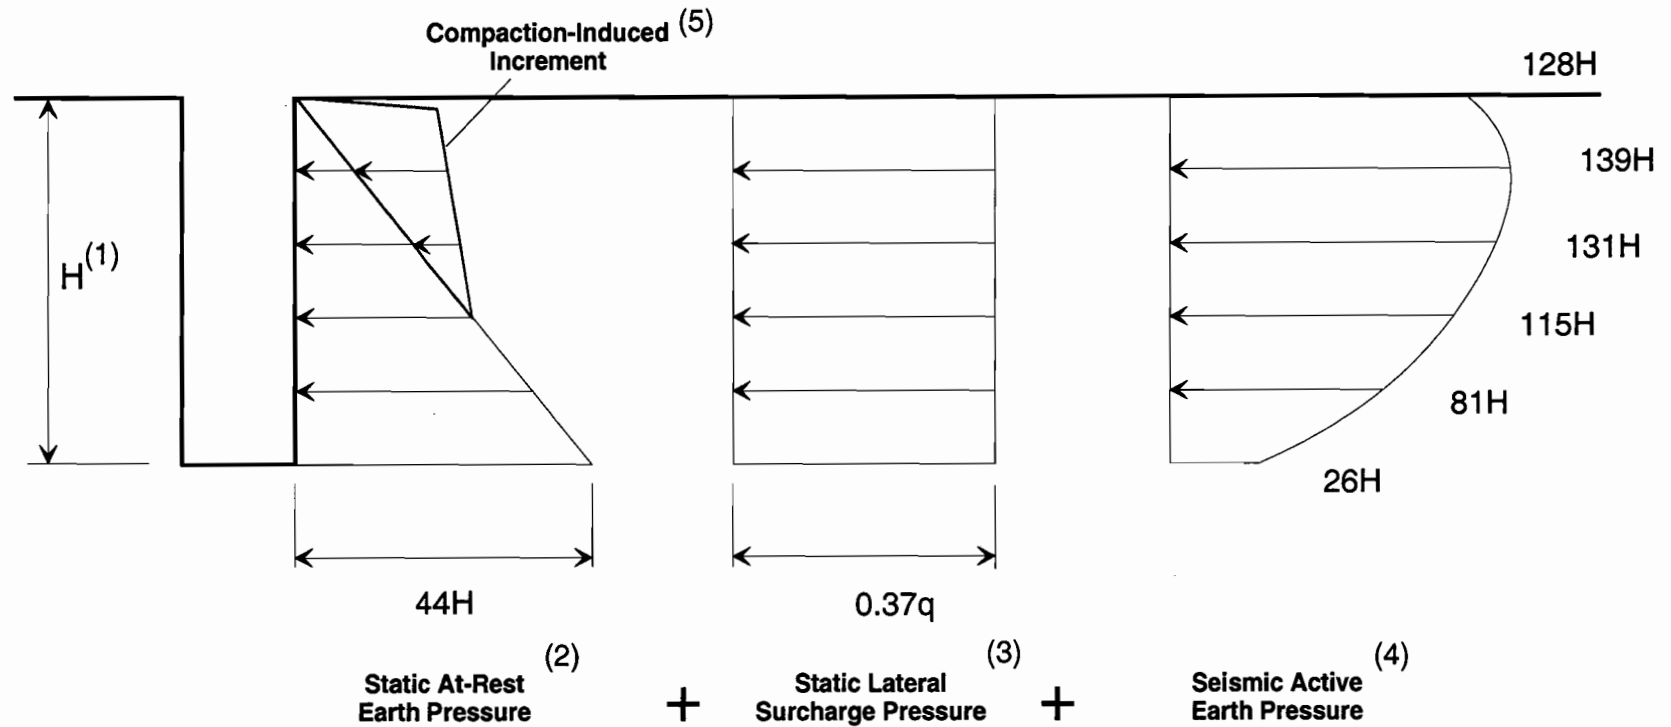 Compaction-Induced (5)
Increment
128H
139H
131H
H(1)
115H
81H
26H
44H
0.37q
(2)
(3)
(4)
Static At-Rest
Earth Pressure
+
Static Lateral
Surcharge Pressure
+
Seismic Active
Earth Pressure